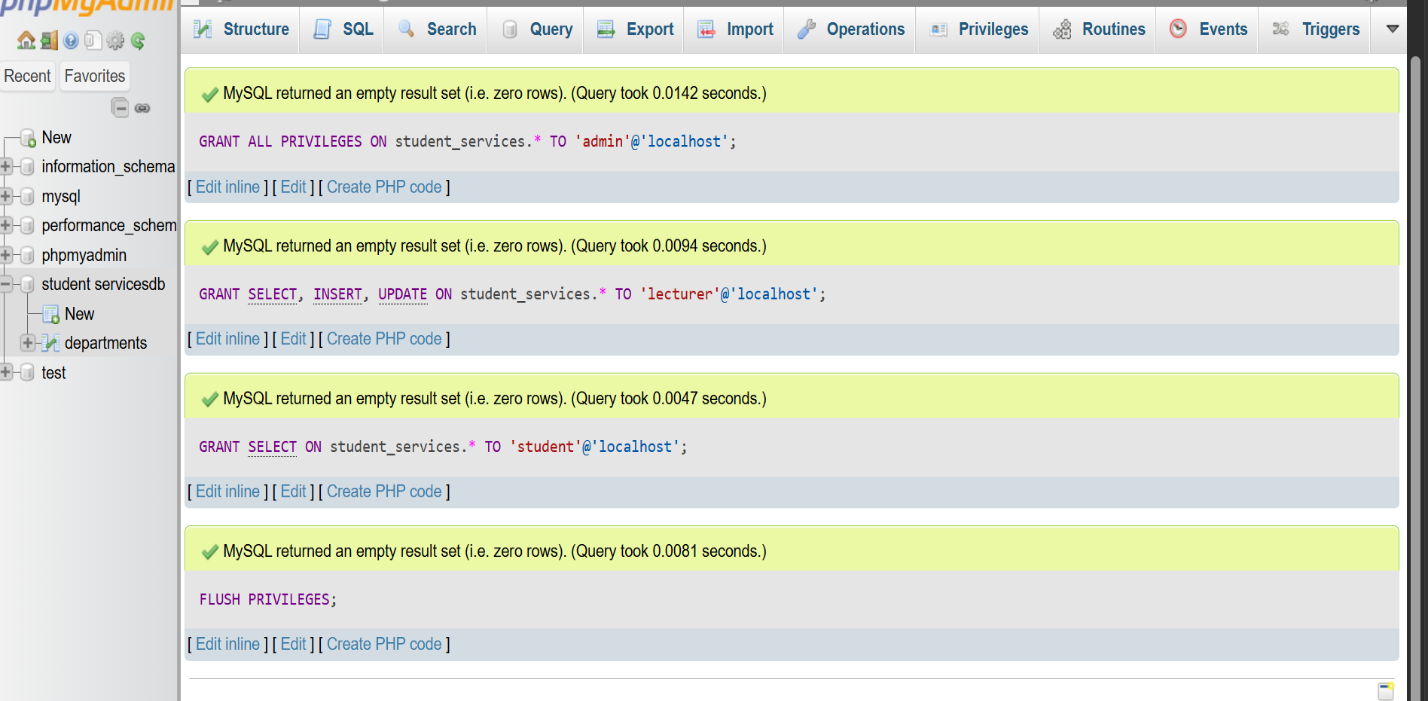 phpMyAdmin
Structure SQL Search Query Export Import Operations Privileges Routines Events Triggers
Recent Favorites
New
information_schema
mysql
performance_schem
phpmyadmin
student servicesdb
New
departments
test
MySQL returned an empty result set (i.e. zero rows). (Query took 0.0142 seconds.)
GRANT ALL PRIVILEGES ON student_services.* TO 'admin'@'localhost';
[ Edit inline ] [ Edit ] [ Create PHP code ]
MySQL returned an empty result set (i.e. zero rows). (Query took 0.0094 seconds.)
GRANT SELECT, INSERT, UPDATE ON student_services.* TO 'lecturer'@'localhost';
[ Edit inline ] [ Edit ] [ Create PHP code ]
MySQL returned an empty result set (i.e. zero rows). (Query took 0.0047 seconds.)
GRANT SELECT ON student_services.* TO 'student'@'localhost';
[ Edit inline ] [ Edit ] [ Create PHP code ]
MySQL returned an empty result set (i.e. zero rows). (Query took 0.0081 seconds.)
FLUSH PRIVILEGES;
[ Edit inline ] [ Edit ] [ Create PHP code ]